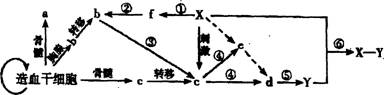 a b ② f ① X
骨髓 胸腺 转移 b ③ 刺激 ④ e ⑥ X—Y
造血干细胞 骨髓 c 转移 c ④ d ⑤ Y